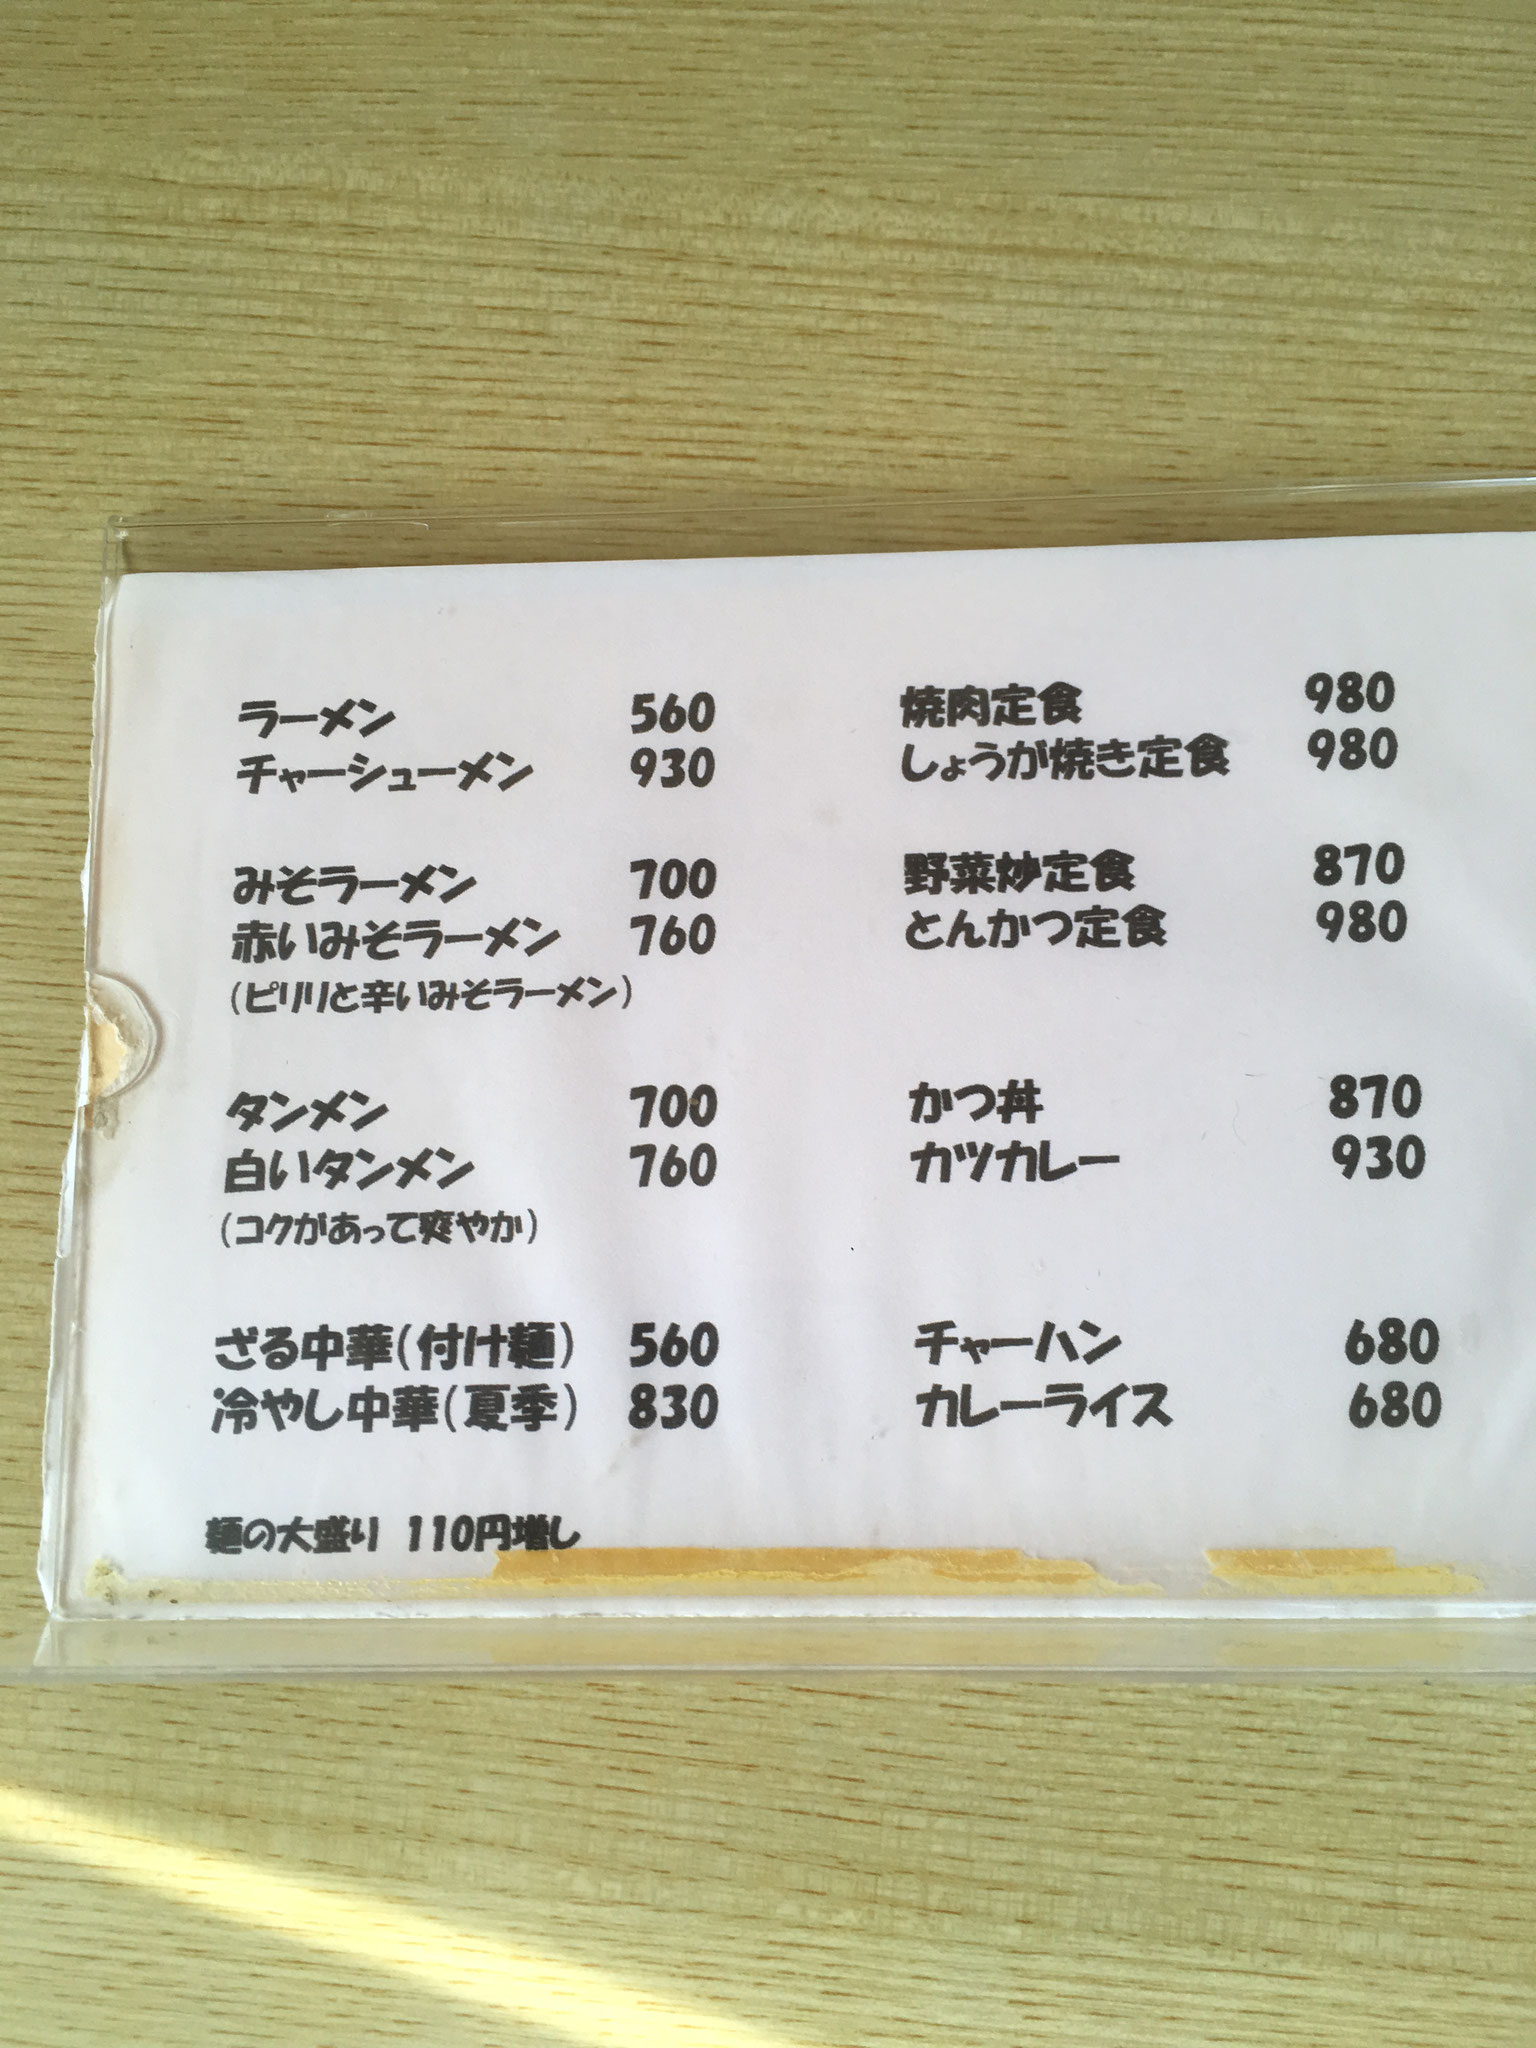 ラーメン 560
チャーシューメン 930
みそラーメン 700
赤いみそラーメン 760
(ピリリと辛いみそラーメン)
タンメン 700
白いタンメン 760
(コクがあって爽やか)
ざる中華(付け麺) 560
冷やし中華(夏季) 830
麺の大盛り 110円増し
焼肉定食 980
しょうが焼き定食 980
野菜炒定食 870
とんかつ定食 980
かつ丼 870
カツカレー 930
チャーハン 680
カレーライス 680